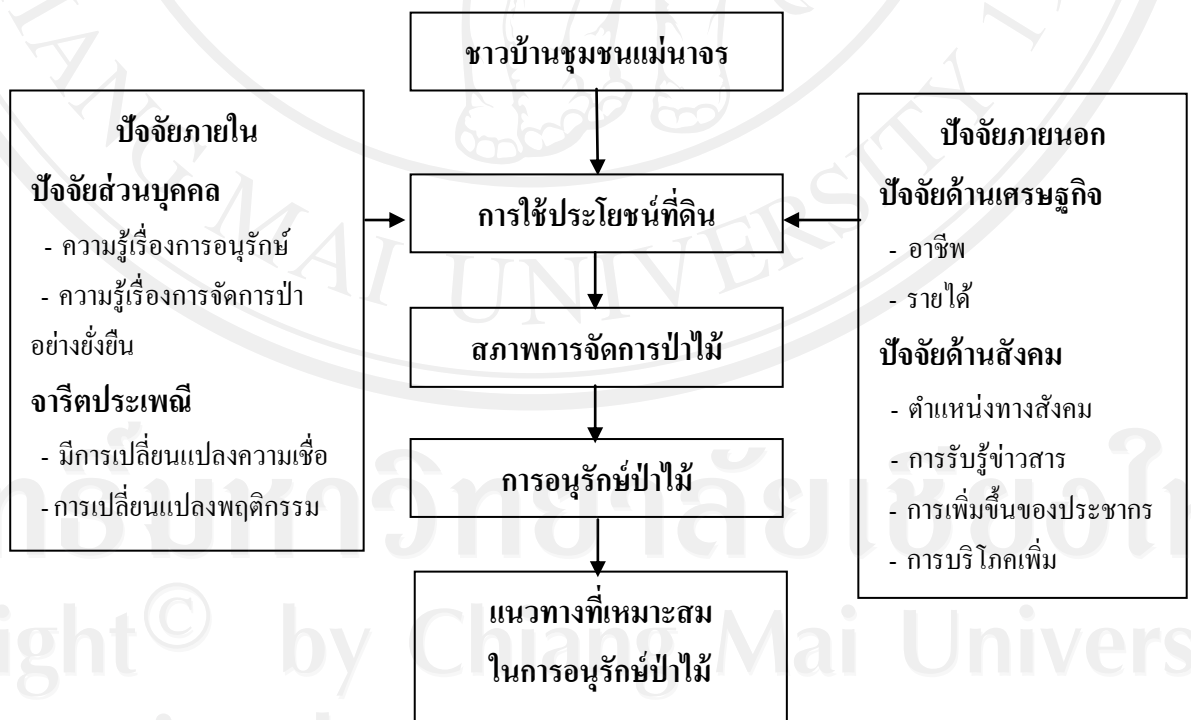 ชาวบ้านชุมชนแม่นาจร
ปัจจัยภายใน
ปัจจัยส่วนบุคคล
- ความรู้เรื่องการอนุรักษ์
- ความรู้เรื่องการจัดการป่า
อย่างยั่งยืน
จารีตประเพณี
- มีการเปลี่ยนแปลงความเชื่อ
- การเปลี่ยนแปลงพฤติกรรม
การใช้ประโยชน์ที่ดิน
สภาพการจัดการป่าไม้
การอนุรักษ์ป่าไม้
แนวทางที่เหมาะสม
ในการอนุรักษ์ป่าไม้
ปัจจัยภายนอก
ปัจจัยด้านเศรษฐกิจ
- อาชีพ
- รายได้
ปัจจัยด้านสังคม
- ตำแหน่งทางสังคม
- การรับรู้ข่าวสาร
- การเพิ่มขึ้นของประชากร
- การบริโภคเพิ่ม
IANG MAI UNIVERSITY 1
ight© by Chiang Mai Univers